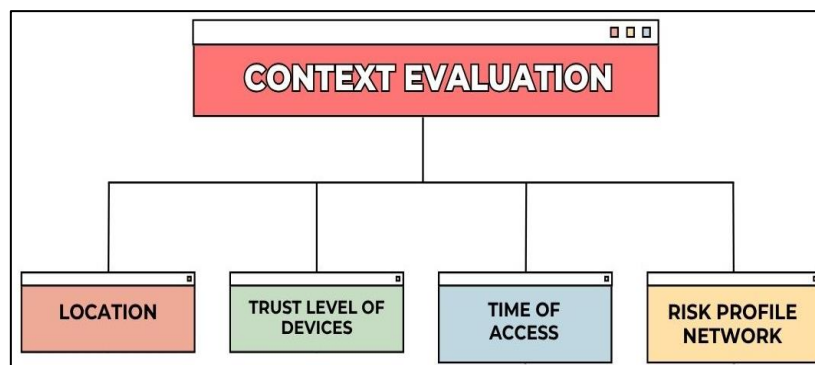 CONTEXT EVALUATION
LOCATION
TRUST LEVEL OF
DEVICES
TIME OF
ACCESS
RISK PROFILE
NETWORK